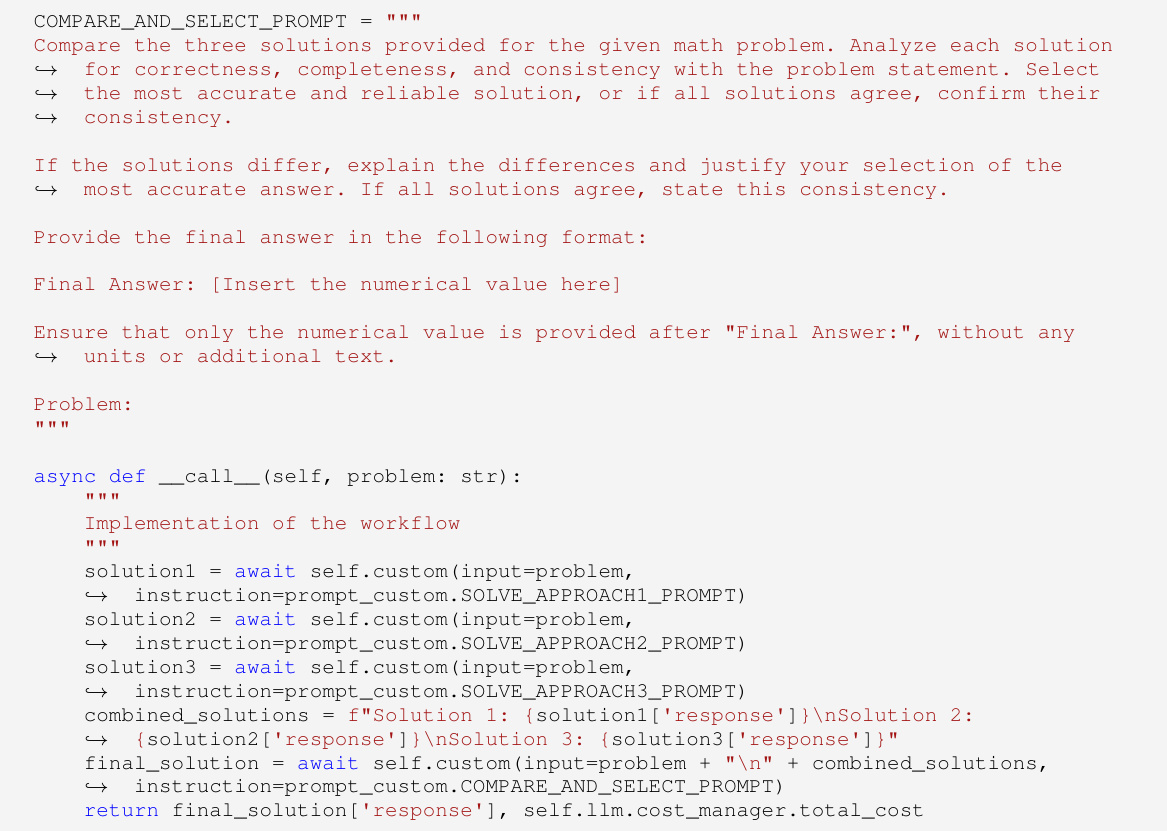 COMPARE_AND_SELECT_PROMPT = """
Compare the three solutions provided for the given math problem. Analyze each solution
↪ for correctness, completeness, and consistency with the problem statement. Select
↪ the most accurate and reliable solution, or if all solutions agree, confirm their
↪ consistency.

If the solutions differ, explain the differences and justify your selection of the
↪ most accurate answer. If all solutions agree, state this consistency.

Provide the final answer in the following format:

Final Answer: [Insert the numerical value here]

Ensure that only the numerical value is provided after "Final Answer:", without any
↪ units or additional text.

Problem:
"""

async def __call__(self, problem: str):
    """
    Implementation of the workflow
    """
    solution1 = await self.custom(input=problem,
    ↪ instruction=prompt_custom.SOLVE_APPROACH1_PROMPT)
    solution2 = await self.custom(input=problem,
    ↪ instruction=prompt_custom.SOLVE_APPROACH2_PROMPT)
    solution3 = await self.custom(input=problem,
    ↪ instruction=prompt_custom.SOLVE_APPROACH3_PROMPT)
    combined_solutions = f"Solution 1: {solution1['response']}\nSolution 2:
    ↪ {solution2['response']}\nSolution 3: {solution3['response']}"
    final_solution = await self.custom(input=problem + "\n" + combined_solutions,
    ↪ instruction=prompt_custom.COMPARE_AND_SELECT_PROMPT)
    return final_solution['response'], self.llm.cost_manager.total_cost